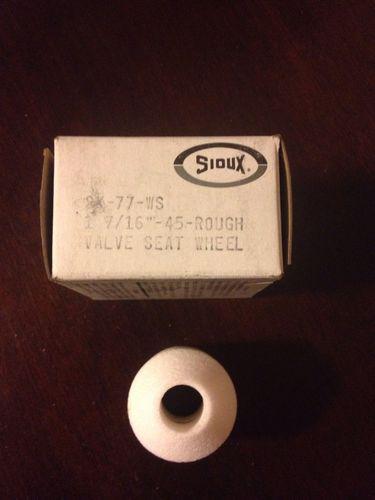 SIOUX®
-77-WS
1 7/16"-45-ROUGH
VALVE SEAT WHEEL